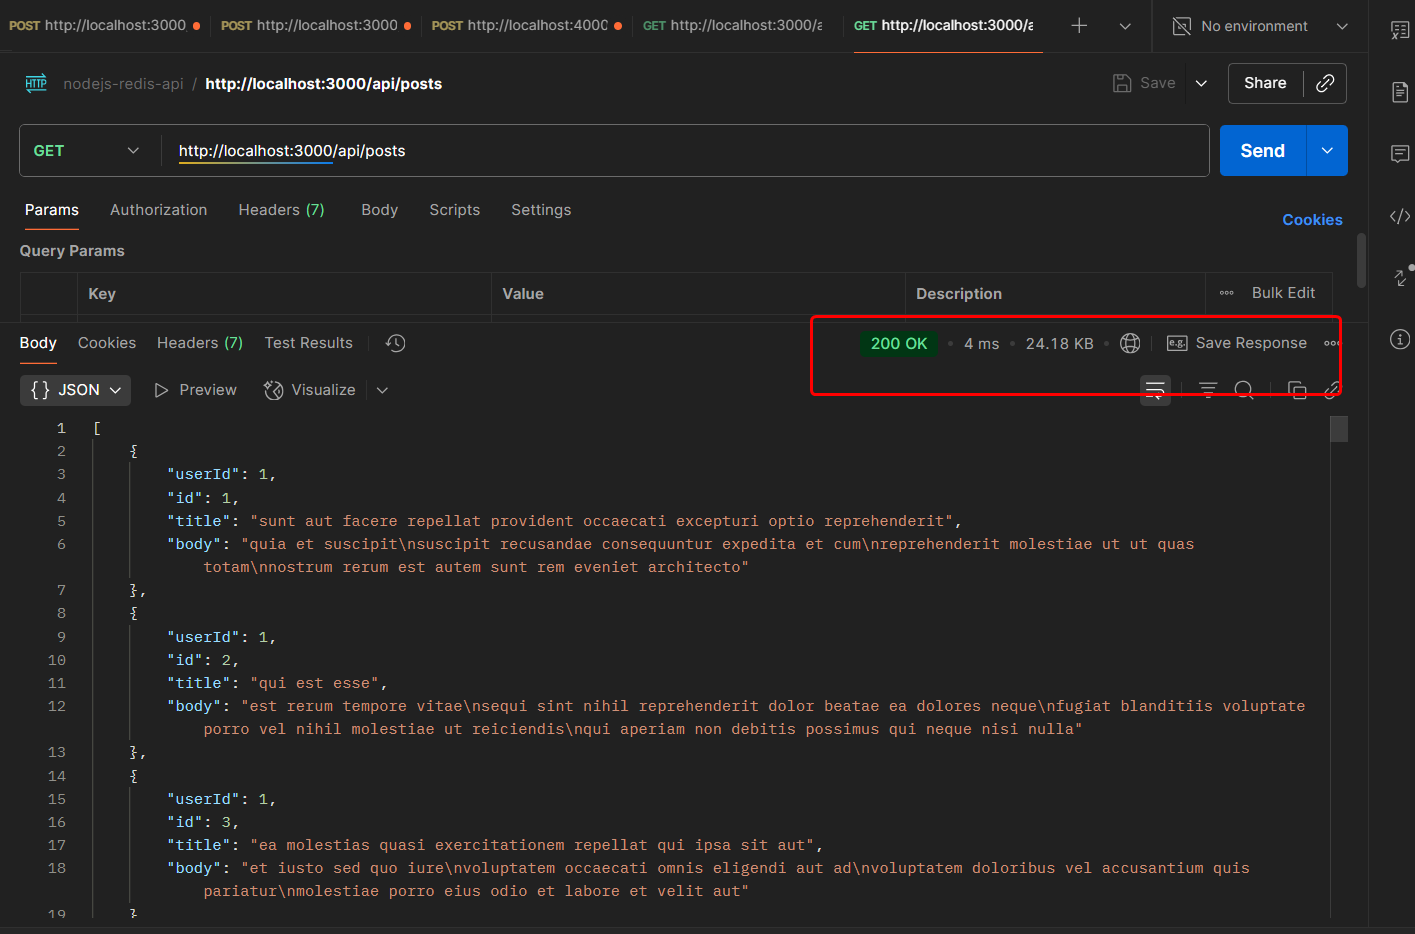 POST http://localhost:3000 POST http://localhost:3000 POST http://localhost:4000 GET http://localhost:3000/a GET http://localhost:3000/a No environment
HTTP nodejs-redis-api / http://localhost:3000/api/posts Save Share
GET http://localhost:3000/api/posts Send
Params Authorization Headers (7) Body Scripts Settings Cookies
Query Params
Key Value Description Bulk Edit
Body Cookies Headers (7) Test Results 200 OK • 4 ms • 24.18 KB • e.g. Save Response
{} JSON Preview Visualize
1 [
2 {
3 "userId": 1,
4 "id": 1,
5 "title": "sunt aut facere repellat provident occaecati excepturi optio reprehenderit",
6 "body": "quia et suscipit\nsuscipit recusandae consequuntur expedita et cum\nreprehenderit molestiae ut ut quas
totam\nnostrum rerum est autem sunt rem eveniet architecto"
7 },
8 {
9 "userId": 1,
10 "id": 2,
11 "title": "qui est esse",
12 "body": "est rerum tempore vitae\nsequi sint nihil reprehenderit dolor beatae ea dolores neque\nfugiat blanditiis voluptate
porro vel nihil molestiae ut reiciendis\nqui aperiam non debitis possimus qui neque nisi nulla"
13 },
14 {
15 "userId": 1,
16 "id": 3,
17 "title": "ea molestias quasi exercitationem repellat qui ipsa sit aut",
18 "body": "et iusto sed quo iure\nvoluptatem occaecati omnis eligendi aut ad\nvoluptatem doloribus vel accusantium quis
pariatur\nmolestiae porro eius odio et labore et velit aut"
19 }